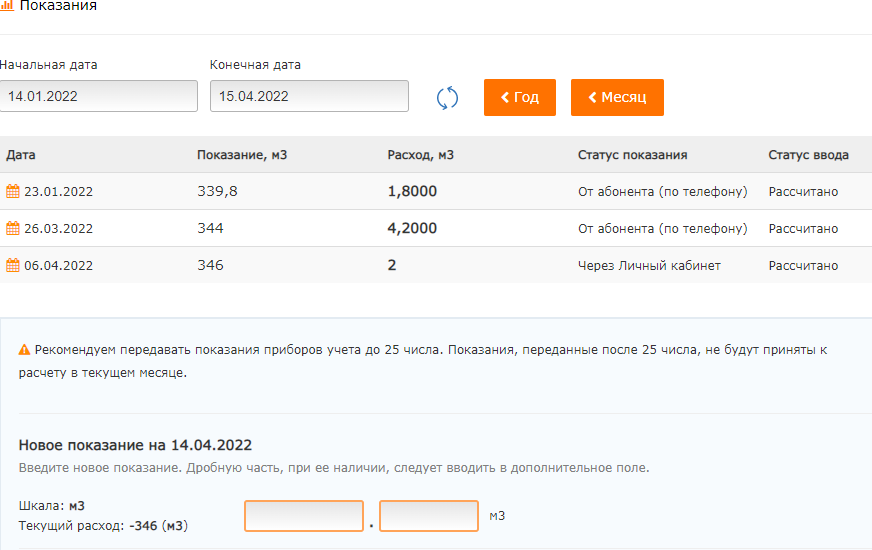 Показания
Начальная дата Конечная дата
14.01.2022 15.04.2022 Год Месяц
Дата Показание, м3 Расход, м3 Статус показания Статус ввода
23.01.2022 339,8 1,8000 От абонента (по телефону) Рассчитано
26.03.2022 344 4,2000 От абонента (по телефону) Рассчитано
06.04.2022 346 2 Через Личный кабинет Рассчитано
Рекомендуем передавать показания приборов учета до 25 числа. Показания, переданные после 25 числа, не будут приняты к
расчету в текущем месяце.
Новое показание на 14.04.2022
Введите новое показание. Дробную часть, при ее наличии, следует вводить в дополнительное поле.
Шкала: м3
Текущий расход: -346 (м3) . м3